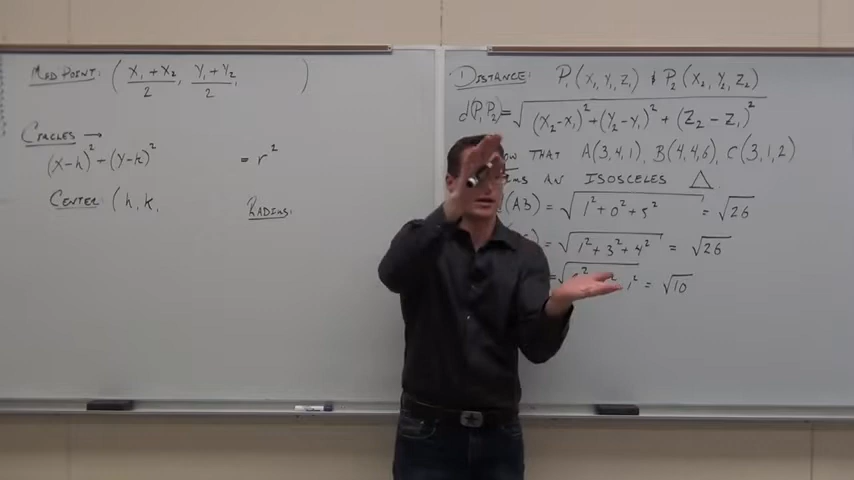 MIDPOINT: ( X₁+X₂/2, Y₁+Y₂/2, )
CIRCLES →
(X-h)² + (Y-k)² = r²
CENTER: (h, k, RADIUS:
DISTANCE: P₁(X₁,Y₁,Z₁) & P₂(X₂,Y₂,Z₂)
d(P₁P₂) = √(X₂-X₁)²+(Y₂-Y₁)²+(Z₂-Z₁)²
THAT A(3,4,1), B(4,4,6), C(3,1,2)
AN ISOSCELES △
(AB) = √1²+0²+5² = √26
= √1²+3²+4² = √26
= √ 1² = √10